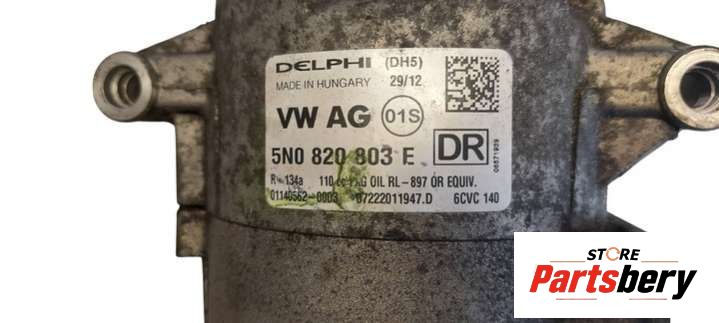 DELPHI (DH5)
MADE IN HUNGARY 29/12
VW AG 01S
5N0 820 803 E DR
06571939
R-134a 110 cc PAG OIL RL-897 OR EQUIV.
01140562-0003 07222011947.D 6CVC 140
STORE
Partsbery